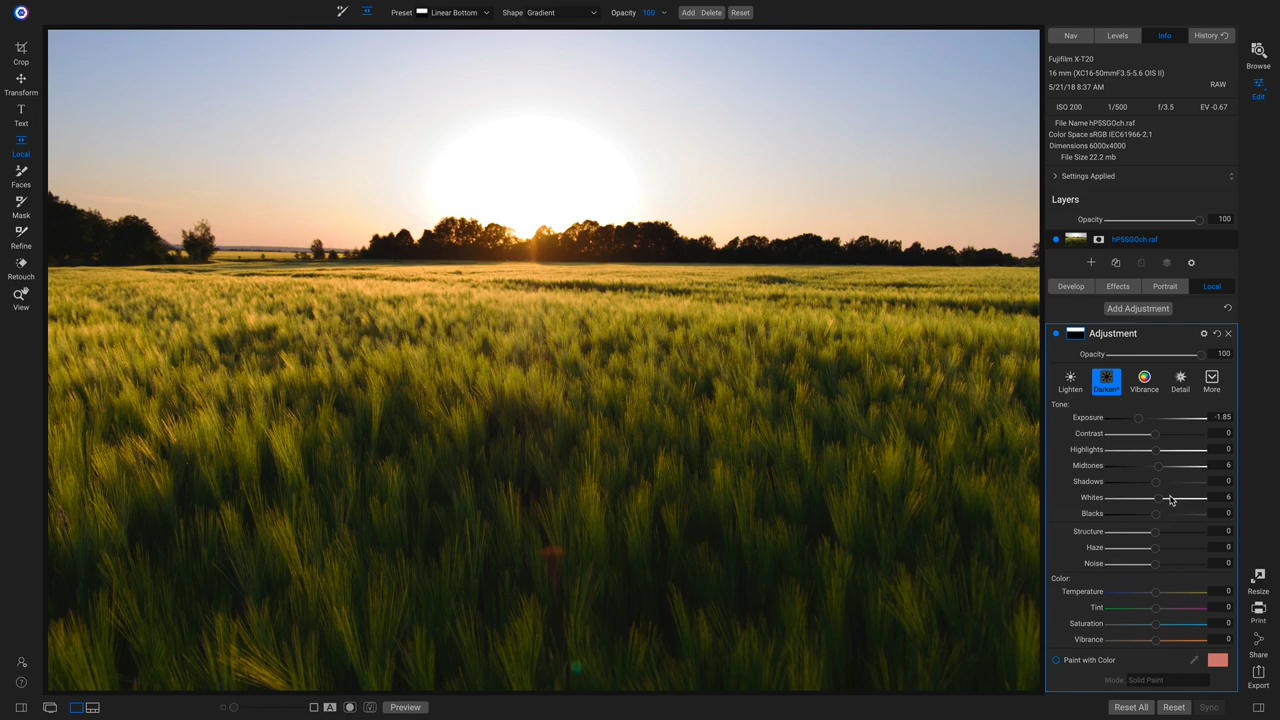 Preset Linear Bottom Shape Gradient Opacity 100 Add Delete Reset
Crop
Transform
Text
Local
Faces
Mask
Refine
Retouch
View
Nav Levels Info History
Fujifilm X-T20
16 mm (XC16-50mmF3.5-5.6 OIS II)
5/21/18 8:37 AM RAW
ISO 200 1/500 f/3.5 EV -0.67
File Name hP5SGOch.raf
Color Space sRGB IEC61966-2.1
Dimensions 6000x4000
File Size 22.2 mb
Settings Applied
Layers
Opacity 100
hP5SGOch.raf
Develop Effects Portrait Local
Add Adjustment
Adjustment
Opacity 100
Lighten Darken* Vibrance Detail More
Tone:
Exposure -1.85
Contrast 0
Highlights 0
Midtones 6
Shadows 0
Whites 6
Blacks 0
Structure 0
Haze 0
Noise 0
Color:
Temperature 0
Tint 0
Saturation 0
Vibrance 0
Paint with Color
Mode: Solid Paint
Browse
Edit
Resize
Print
Share
Export
A Preview Reset All Reset Sync